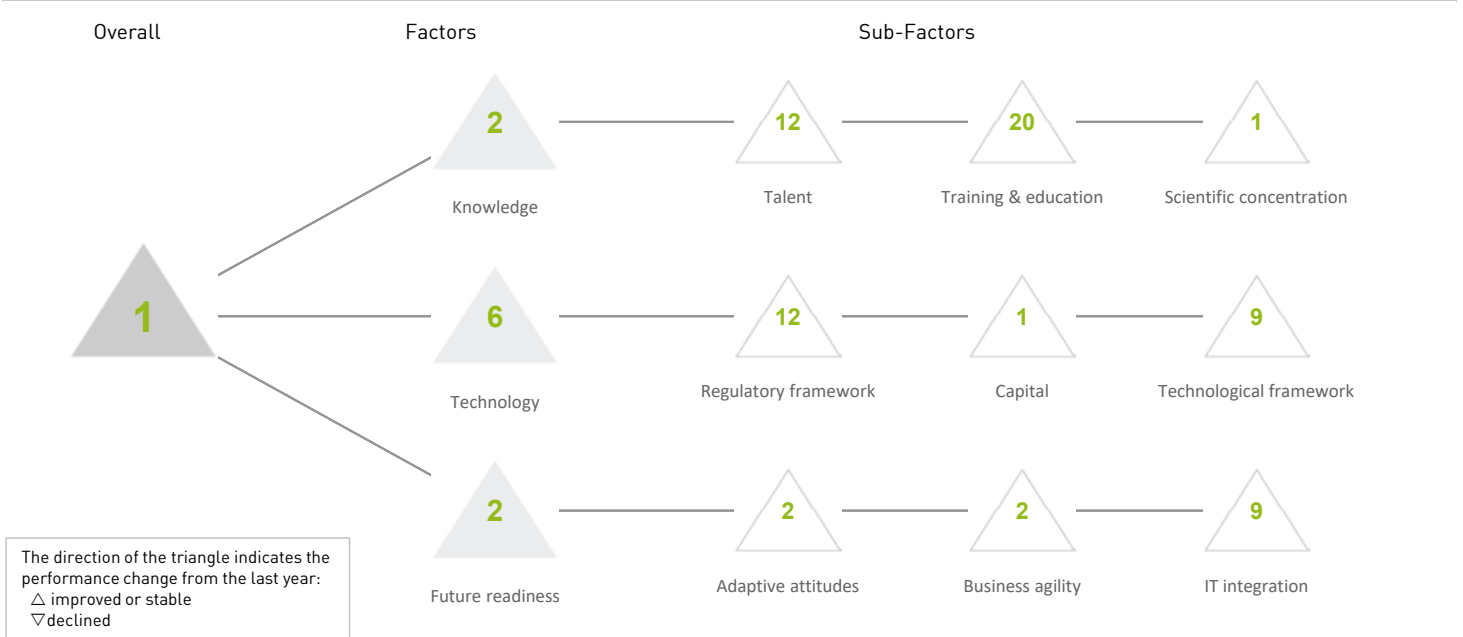 Overall Factors Sub-Factors
2 12 20 1
Knowledge Talent Training & education Scientific concentration
1 6 12 1 9
Technology Regulatory framework Capital Technological framework
2 2 2 9
Future readiness Adaptive attitudes Business agility IT integration
The direction of the triangle indicates the
performance change from the last year:
△ improved or stable
▽declined